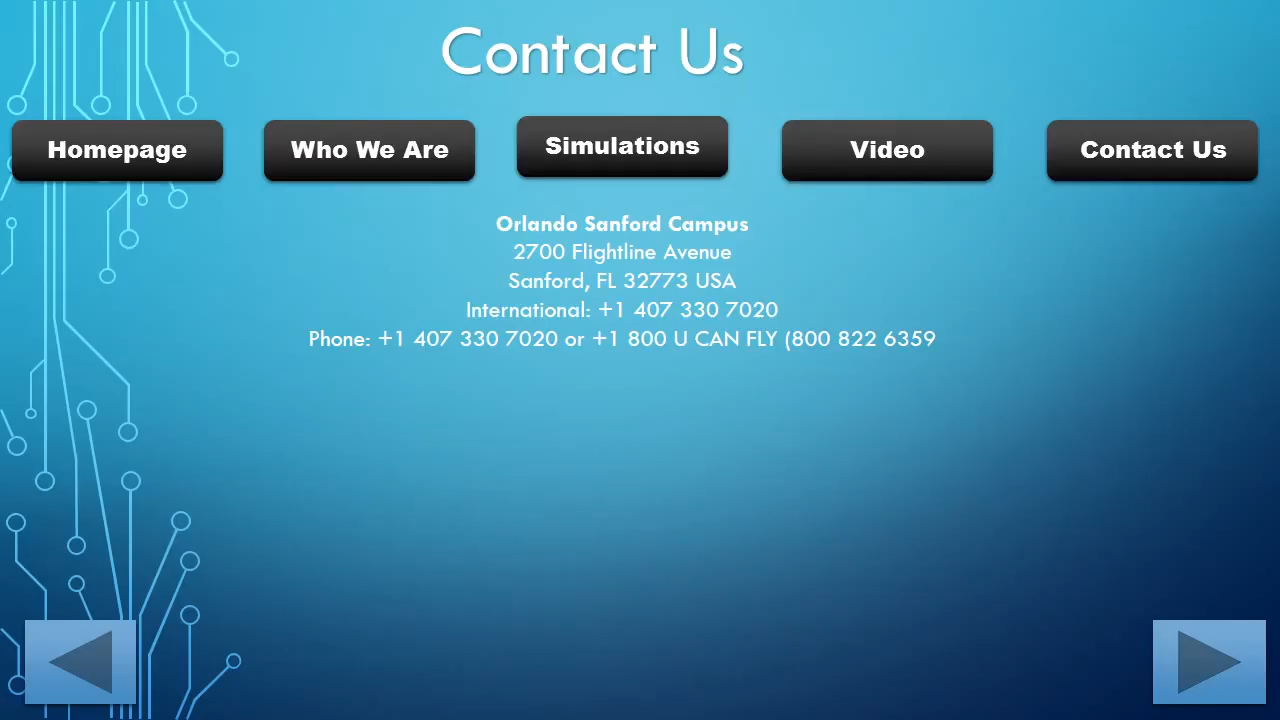 Contact Us
Homepage
Who We Are
Simulations
Video
Contact Us
Orlando Sanford Campus
2700 Flightline Avenue
Sanford, FL 32773 USA
International: +1 407 330 7020
Phone: +1 407 330 7020 or +1 800 U CAN FLY (800 822 6359